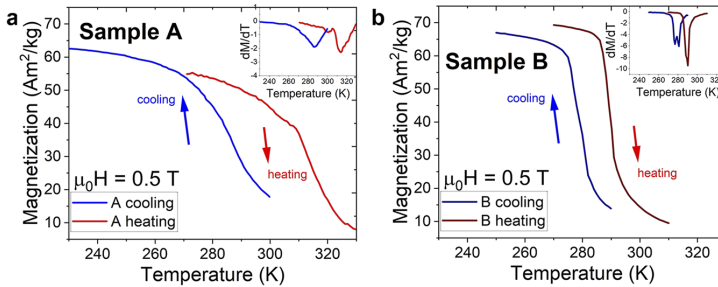 a
Sample A
Magnetization (Am²/kg)
70
60
50
40
30
20
10
240
260
280
300
320
Temperature (K)
cooling
heating
μ₀H = 0.5 T
A cooling
A heating
dM/dT
0
-1
-2
-3
-4
260 280 300 320
Temperature (K)
b
Sample B
Magnetization (Am²/kg)
70
60
50
40
30
20
10
240
260
280
300
320
Temperature (K)
cooling
heating
μ₀H = 0.5 T
B cooling
B heating
dM/dT
0
-2
-4
-6
-8
-10
240 260 280 300 320
Temperature (K)